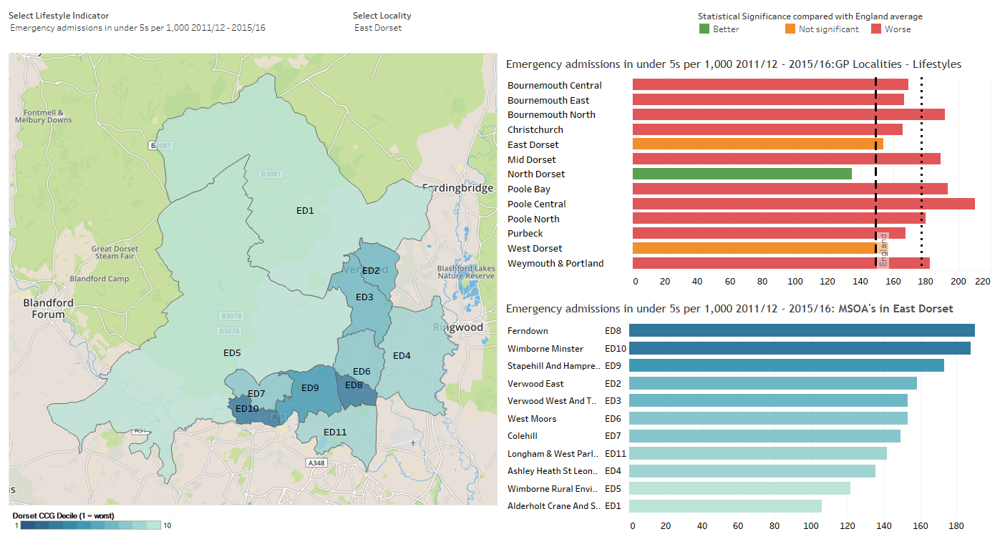 Select Lifestyle Indicator
Emergency admissions in under 5s per 1,000 2011/12 - 2015/16
Select Locality
East Dorset
Statistical Significance compared with England average
Better
Not significant
Worse
Fontmell &
Melbury Downs
B3081
B3081
Fordingbridge
ED1
Great Dorset
Steam Fair
Blandford Camp
Blandford
Forum
Verwood
ED2
ED3
Blashford Lakes
Nature Reserve
B3078
B3078
Ringwood
ED5
ED4
ED6
ED7
ED9
ED8
ED10
A31
A31
ED11
A348
is
Dorset CCG Decile (1 = worst)
1
10
Emergency admissions in under 5s per 1,000 2011/12 - 2015/16:GP Localities - Lifestyles
Bournemouth Central
Bournemouth East
Bournemouth North
Christchurch
East Dorset
Mid Dorset
North Dorset
Poole Bay
Poole Central
Poole North
Purbeck
West Dorset
Weymouth & Portland
England
0 20 40 60 80 100 120 140 160 180 200 220
Emergency admissions in under 5s per 1,000 2011/12 - 2015/16: MSOA's in East Dorset
Ferndown ED8
Wimborne Minster ED10
Stapehill And Hampre.. ED9
Verwood East ED2
Verwood West And T.. ED3
West Moors ED6
Colehill ED7
Longham & West Parl.. ED11
Ashley Heath St Leon.. ED4
Wimborne Rural Envi.. ED5
Alderholt Crane And S.. ED1
0 20 40 60 80 100 120 140 160 180